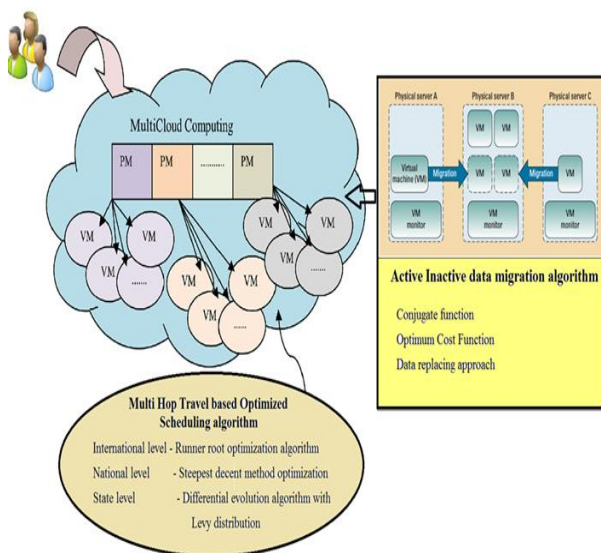 MultiCloud Computing
PM PM ............ PM
VM VM VM
VM VM VM
VM ....... VM VM VM .......
VM VM ......
Physical server A Physical server B Physical server C
VM VM
Virtual machine (VM) Migration VM VM Migration VM
VM monitor VM monitor VM monitor
Active Inactive data migration algorithm
Conjugate function
Optimum Cost Function
Data replacing approach
Multi Hop Travel based Optimized
Scheduling algorithm
International level - Runner root optimization algorithm
National level - Steepest decent method optimization
State level - Differential evolution algorithm with
Levy distribution